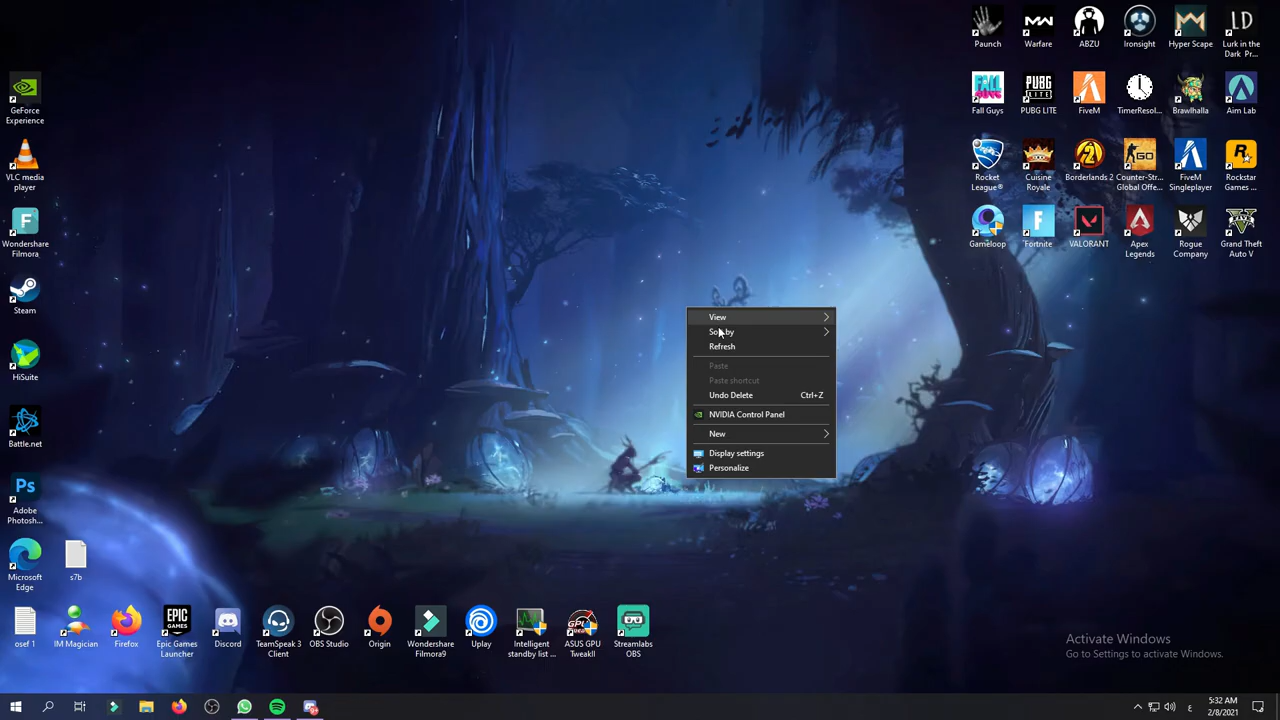 Paunch
Warfare
ABZU
Ironsight
Hyper Scape
Lurk in the
Dark Pr...
GeForce
Experience
Fall Guys
PUBG LITE
FiveM
TimerResol...
Brawlhalla
Aim Lab
VLC media
player
Rocket
League®
Cuisine
Royale
Borderlands 2
Counter-Str...
Global Offe...
FiveM
Singleplayer
Rockstar
Games ...
Wondershare
Filmora
Gameloop
Fortnite
VALORANT
Apex
Legends
Rogue
Company
Grand Theft
Auto V
Steam
HiSuite
Battle.net
Adobe
Photosh...
Microsoft
Edge
s7b
View
Sort by
Refresh
Paste
Paste shortcut
Undo Delete Ctrl+Z
NVIDIA Control Panel
New
Display settings
Personalize
osef 1
IM Magician
Firefox
Epic Games
Launcher
Discord
TeamSpeak 3
Client
OBS Studio
Origin
Wondershare
Filmora9
Uplay
Intelligent
standby list ...
ASUS GPU
TweakII
Streamlabs
OBS
Activate Windows
Go to Settings to activate Windows.
ع
5:32 AM
2/8/2021